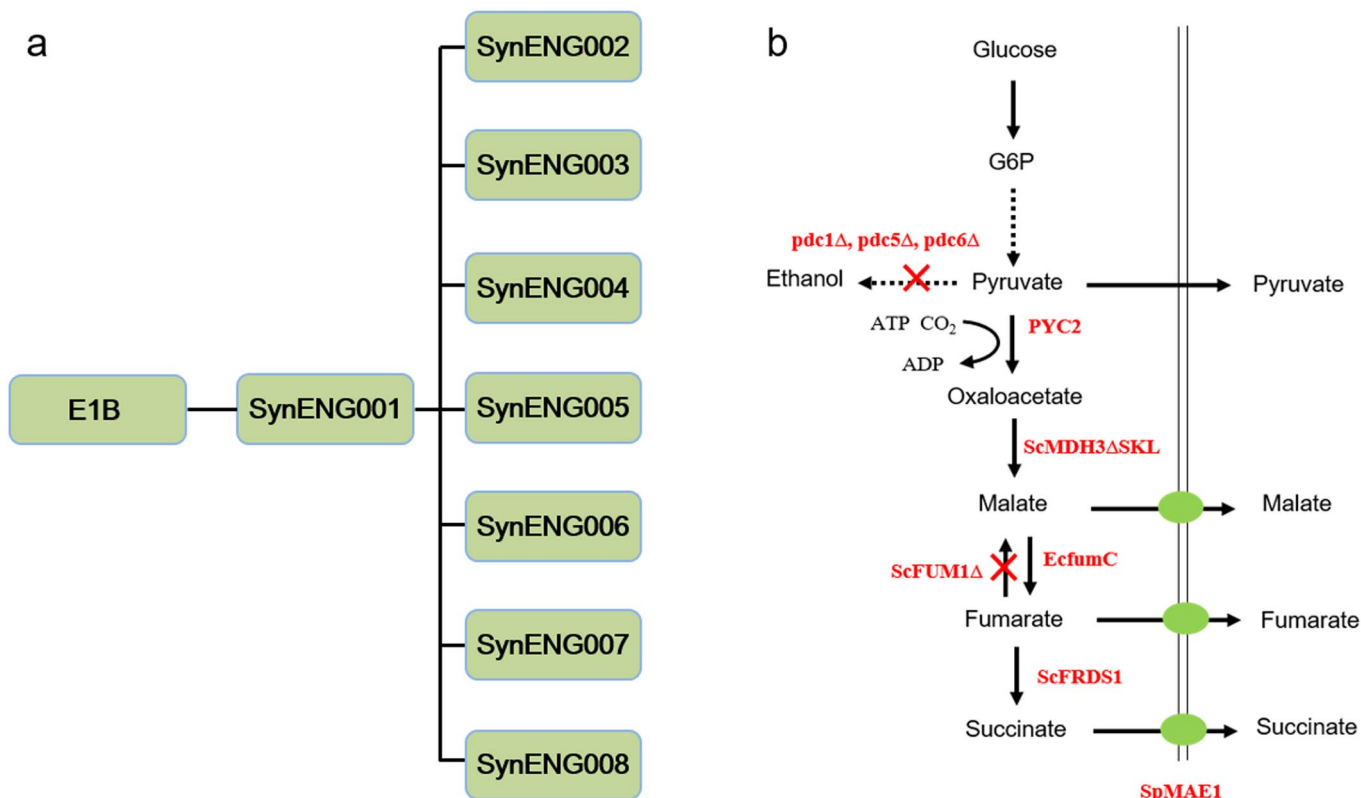 a
SynENG002
SynENG003
SynENG004
E1B
SynENG001
SynENG005
SynENG006
SynENG007
SynENG008
b
Glucose
G6P
pdc1Δ, pdc5Δ, pdc6Δ
Ethanol
Pyruvate
Pyruvate
ATP CO₂
PYC2
ADP
Oxaloacetate
ScMDH3ΔSKL
Malate
Malate
ScFUM1Δ
EcfumC
Fumarate
Fumarate
ScFRDS1
Succinate
Succinate
SpMAE1